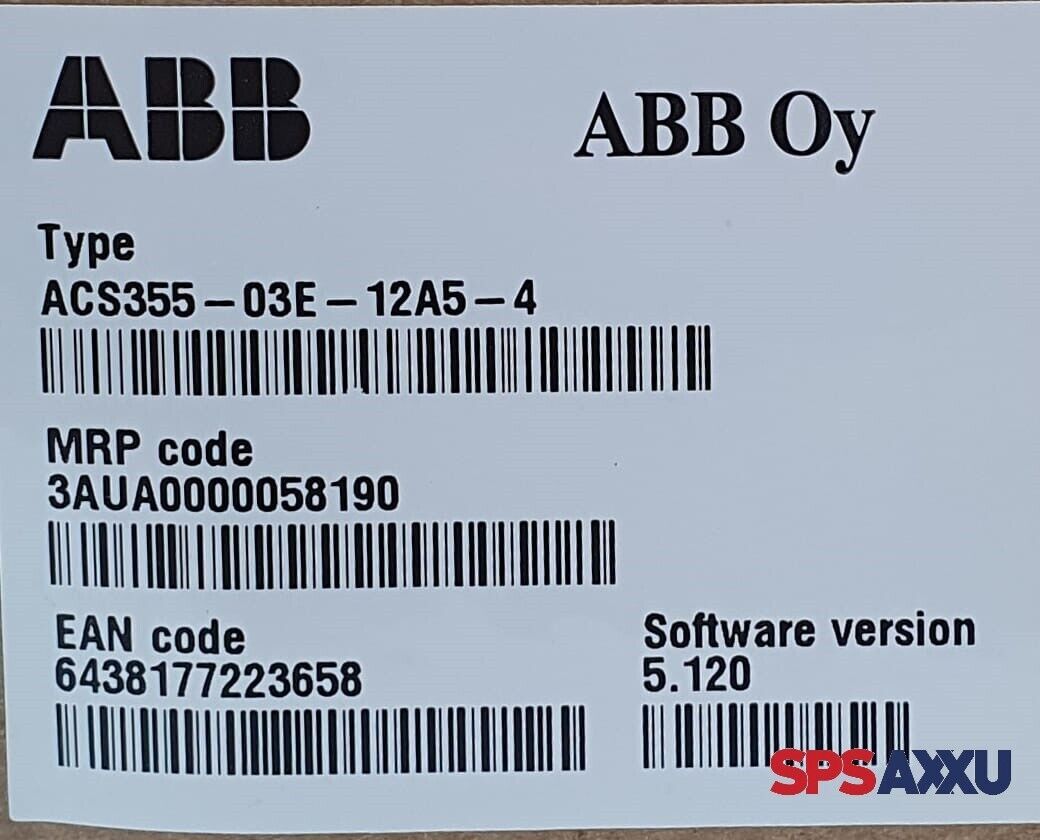 ABB
ABB Oy
Type
ACS355-03E-12A5-4
MRP code
3AUA0000058190
EAN code
6438177223658
Software version
5.120
SPSAXXU